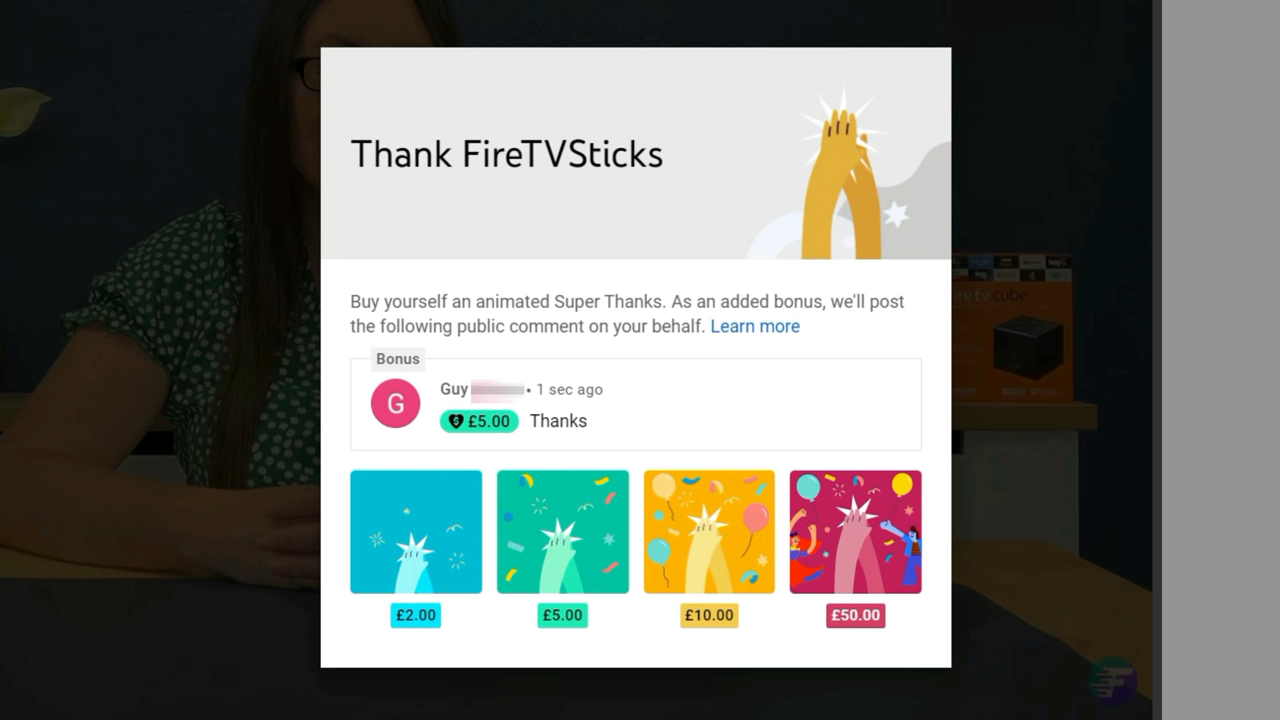 Thank FireTVSticks
Buy yourself an animated Super Thanks. As an added bonus, we'll post
the following public comment on your behalf. Learn more
Bonus
G
Guy • 1 sec ago
£5.00 Thanks
£2.00 £5.00 £10.00 £50.00
fire tv cube